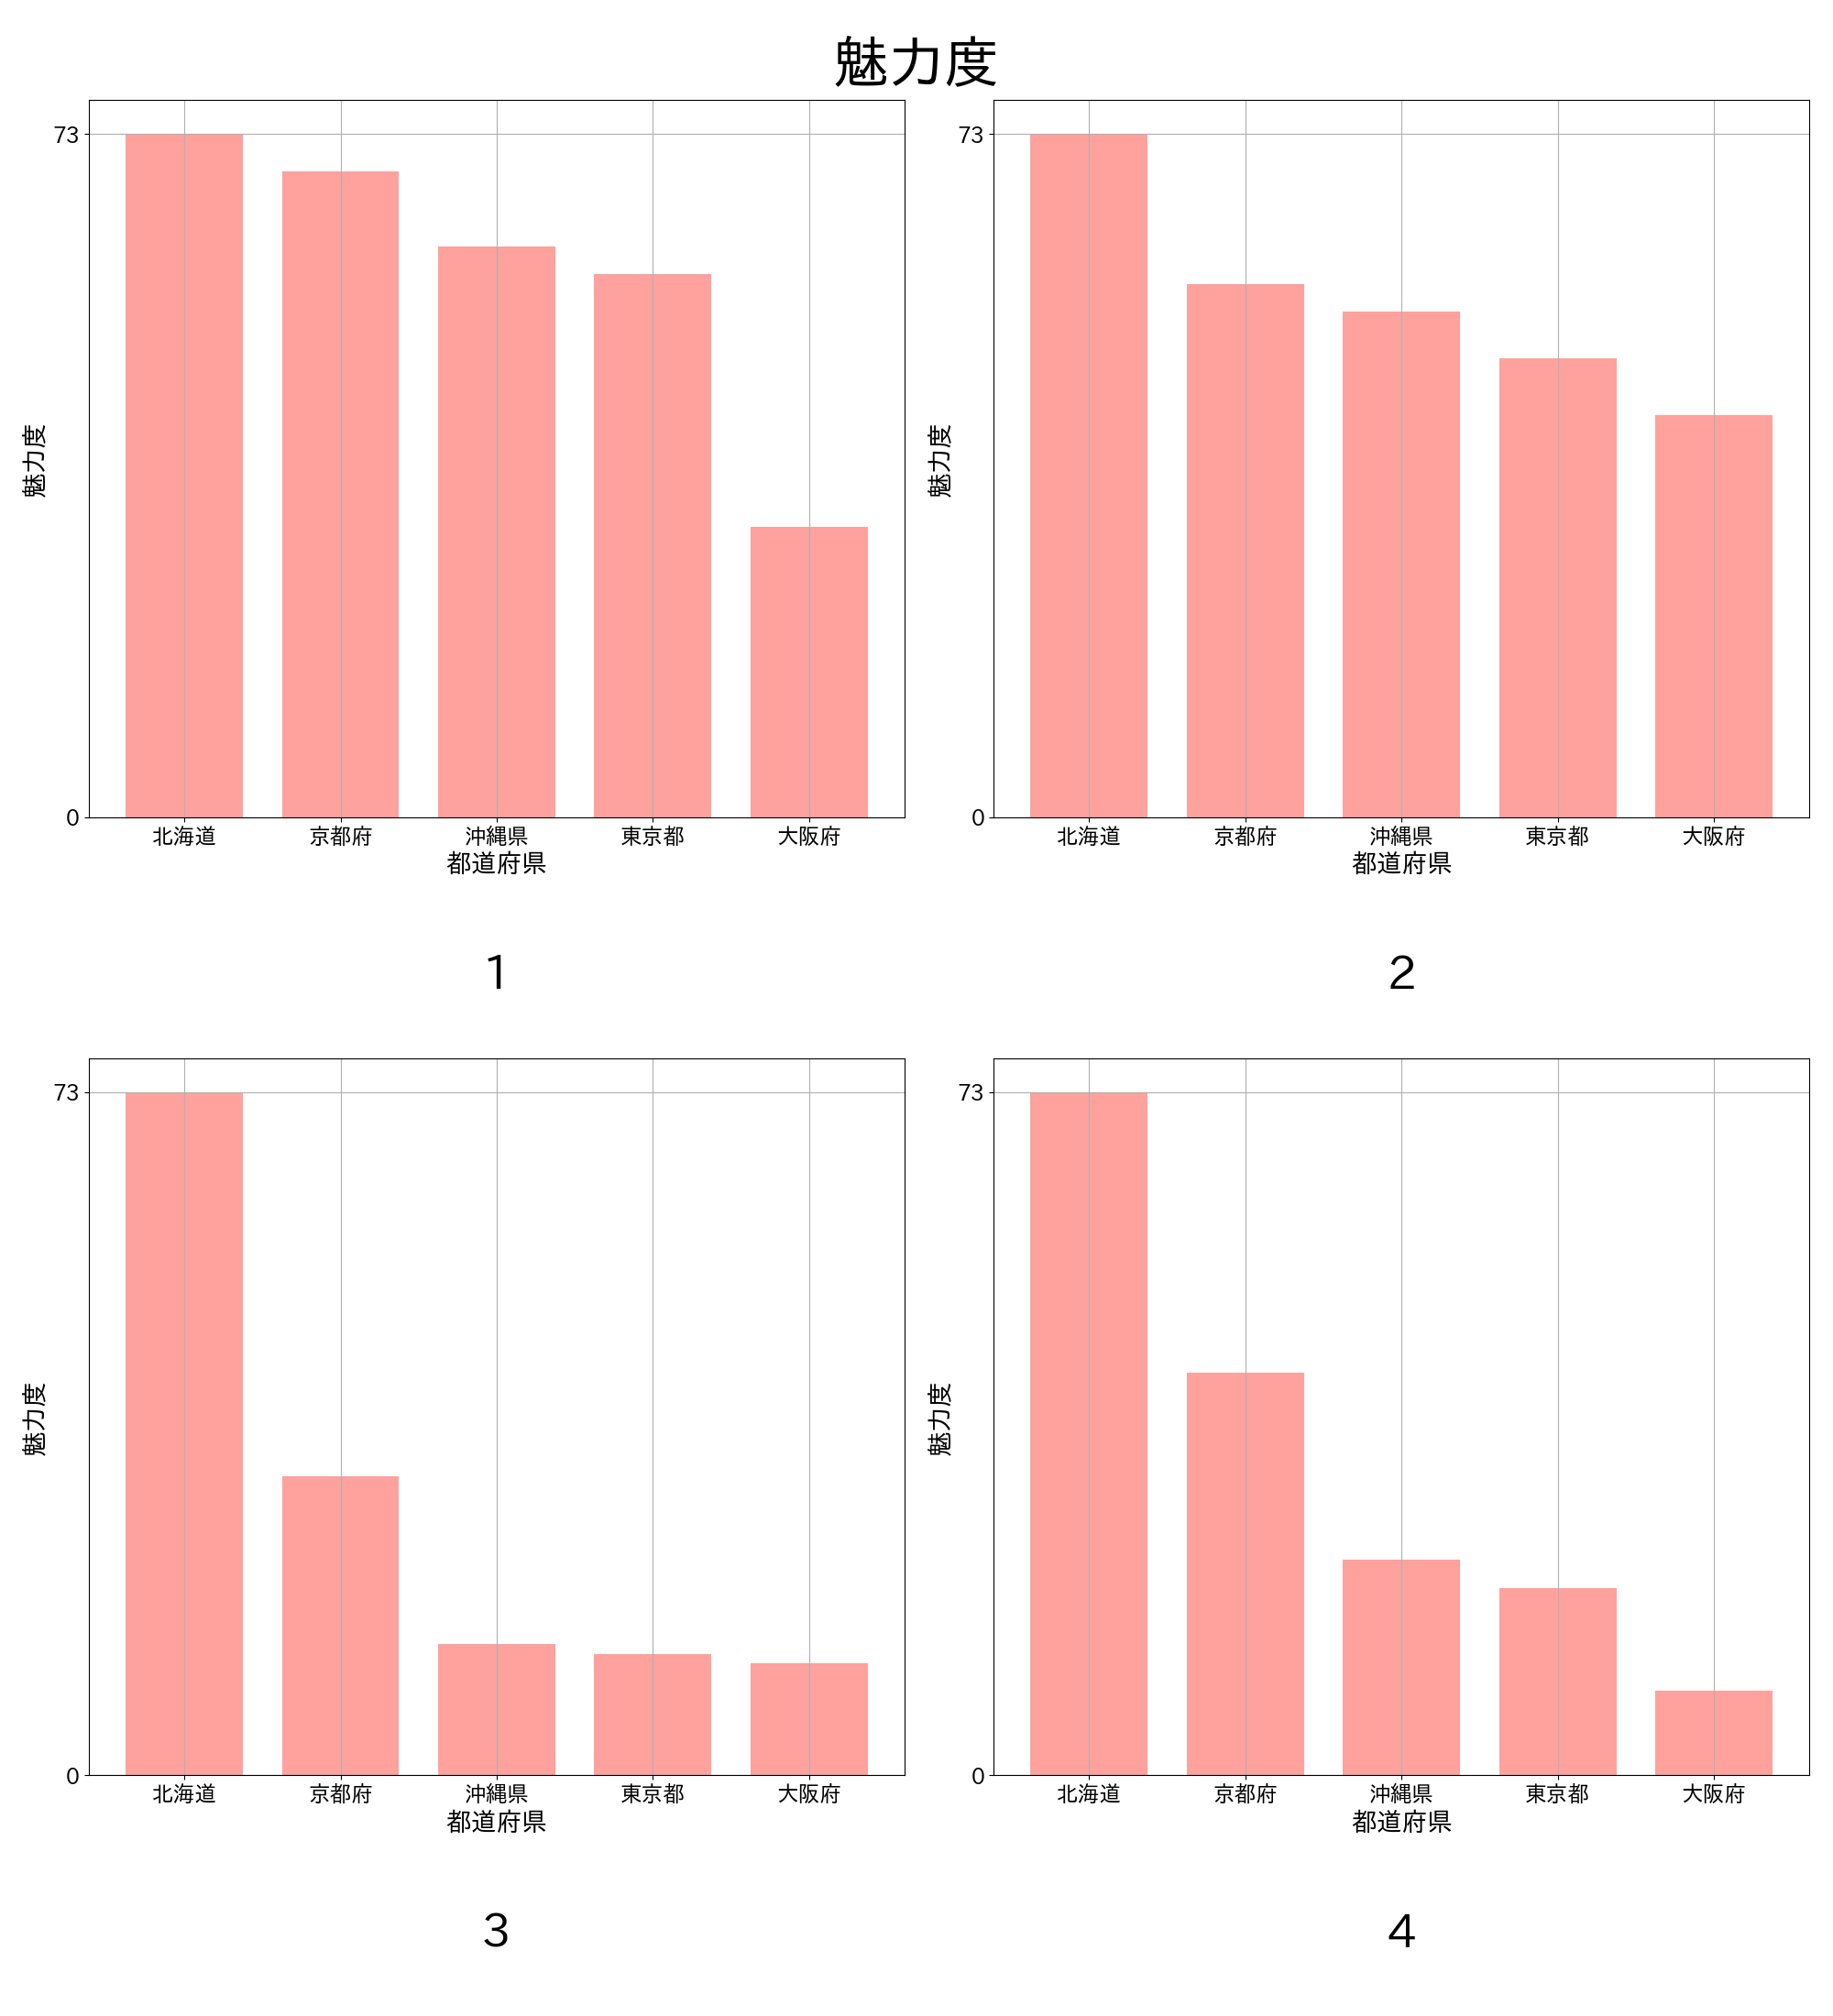 魅力度
73
0
魅力度
北海道 京都府 沖縄県 東京都 大阪府
都道府県
1
73
0
魅力度
北海道 京都府 沖縄県 東京都 大阪府
都道府県
2
73
0
魅力度
北海道 京都府 沖縄県 東京都 大阪府
都道府県
3
73
0
魅力度
北海道 京都府 沖縄県 東京都 大阪府
都道府県
4